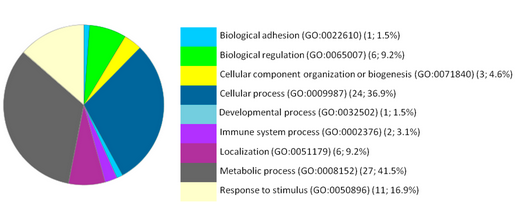 Biological adhesion (GO:0022610) (1; 1.5%)
Biological regulation (GO:0065007) (6; 9.2%)
Cellular component organization or biogenesis (GO:0071840) (3; 4.6%)
Cellular process (GO:0009987) (24; 36.9%)
Developmental process (GO:0032502) (1; 1.5%)
Immune system process (GO:0002376) (2; 3.1%)
Localization (GO:0051179) (6; 9.2%)
Metabolic process (GO:0008152) (27; 41.5%)
Response to stimulus (GO:0050896) (11; 16.9%)